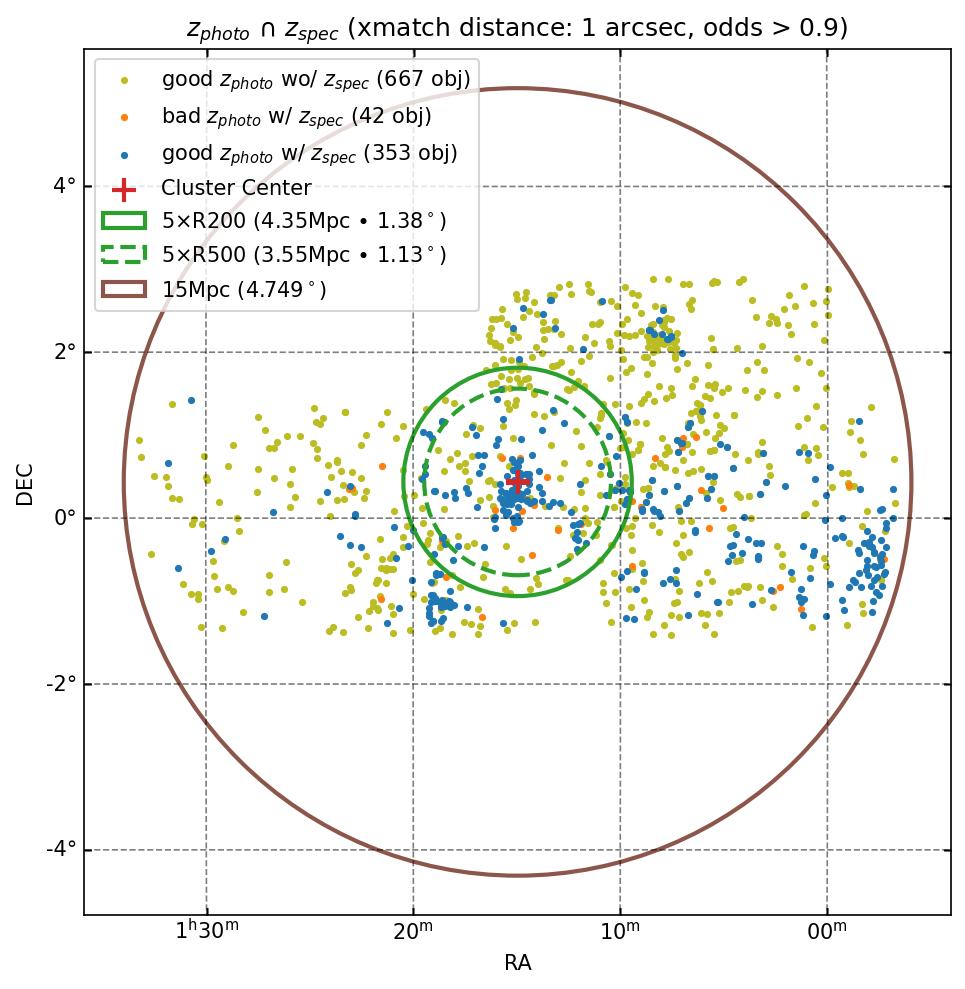 z_photo ∩ z_spec (xmatch distance: 1 arcsec, odds > 0.9)
good z_photo wo/ z_spec (667 obj)
bad z_photo w/ z_spec (42 obj)
good z_photo w/ z_spec (353 obj)
Cluster Center
5×R200 (4.35Mpc • 1.38°)
5×R500 (3.55Mpc • 1.13°)
15Mpc (4.749°)
4°
2°
0°
-2°
-4°
DEC
1h30m
20m
10m
00m
RA